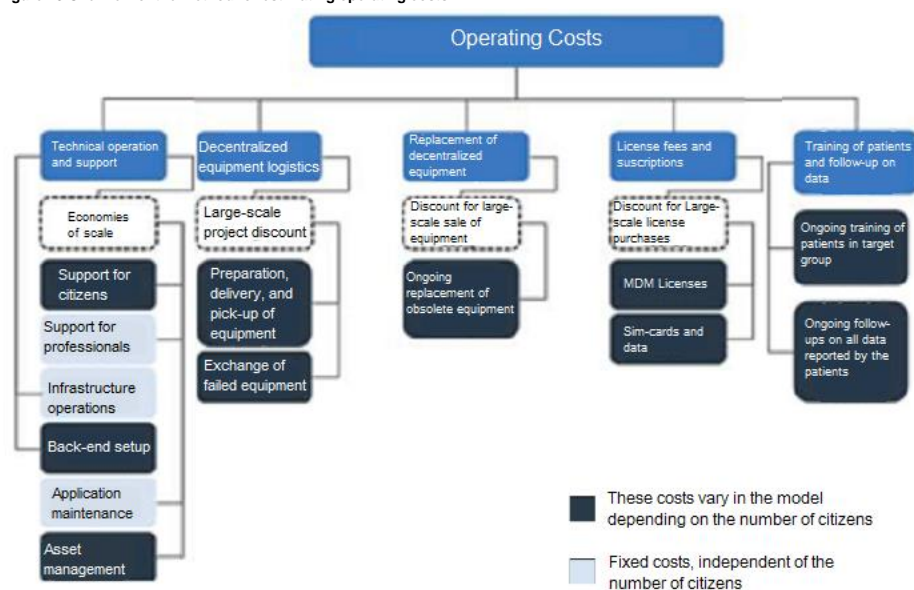 Operating Costs
Technical operation
and support
Decentralized
equipment logistics
Replacement of
decentralized
equipment
License fees and
suscriptions
Training of patients
and follow-up on
data
Economies
of scale
Large-scale
project discount
Discount for large-
scale sale of
equipment
Discount for Large-
scale license
purchases
Ongoing training of
patients in target
group
Support for
citizens
Preparation,
delivery, and
pick-up of
equipment
Ongoing
replacement of
obsolete equipment
MDM Licenses
Support for
professionals
Sim-cards and
data
Ongoing follow-
ups on all data
reported by the
patients
Exchange of
failed equipment
Infrastructure
operations
Back-end setup
Application
maintenance
Asset
management
These costs vary in the model
depending on the number of citizens
Fixed costs, independent of the
number of citizens